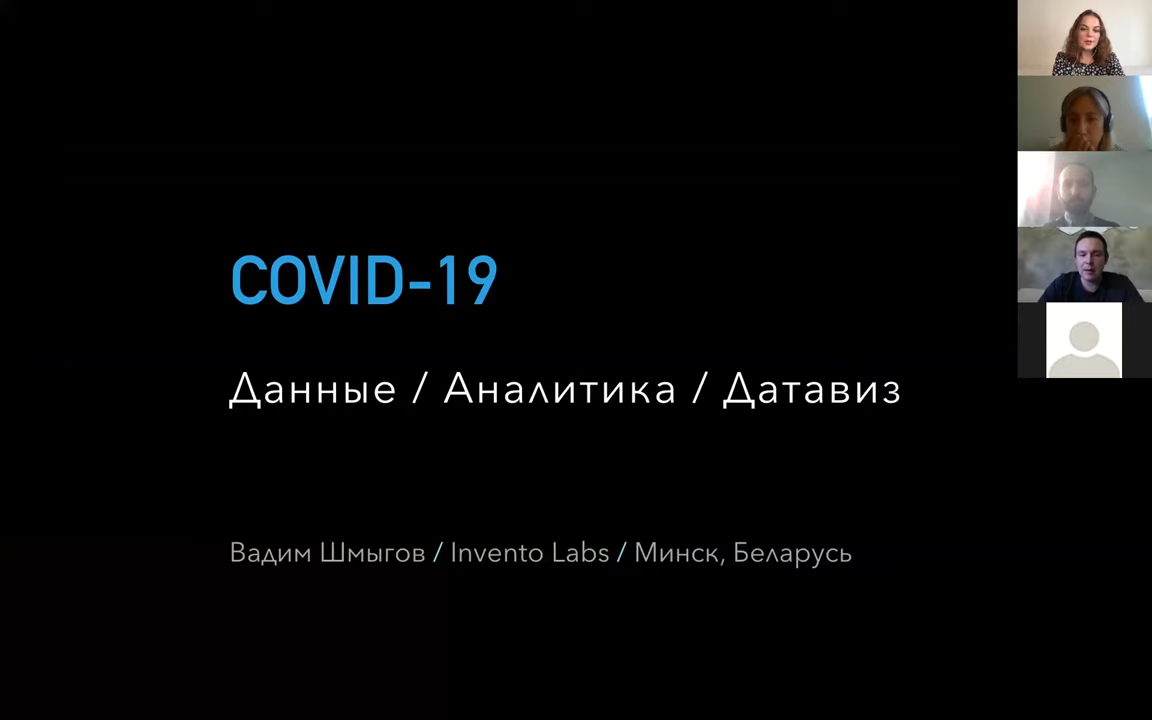 COVID-19
Данные / Аналитика / Датавиз
Вадим Шмыгов / Invento Labs / Минск, Беларусь